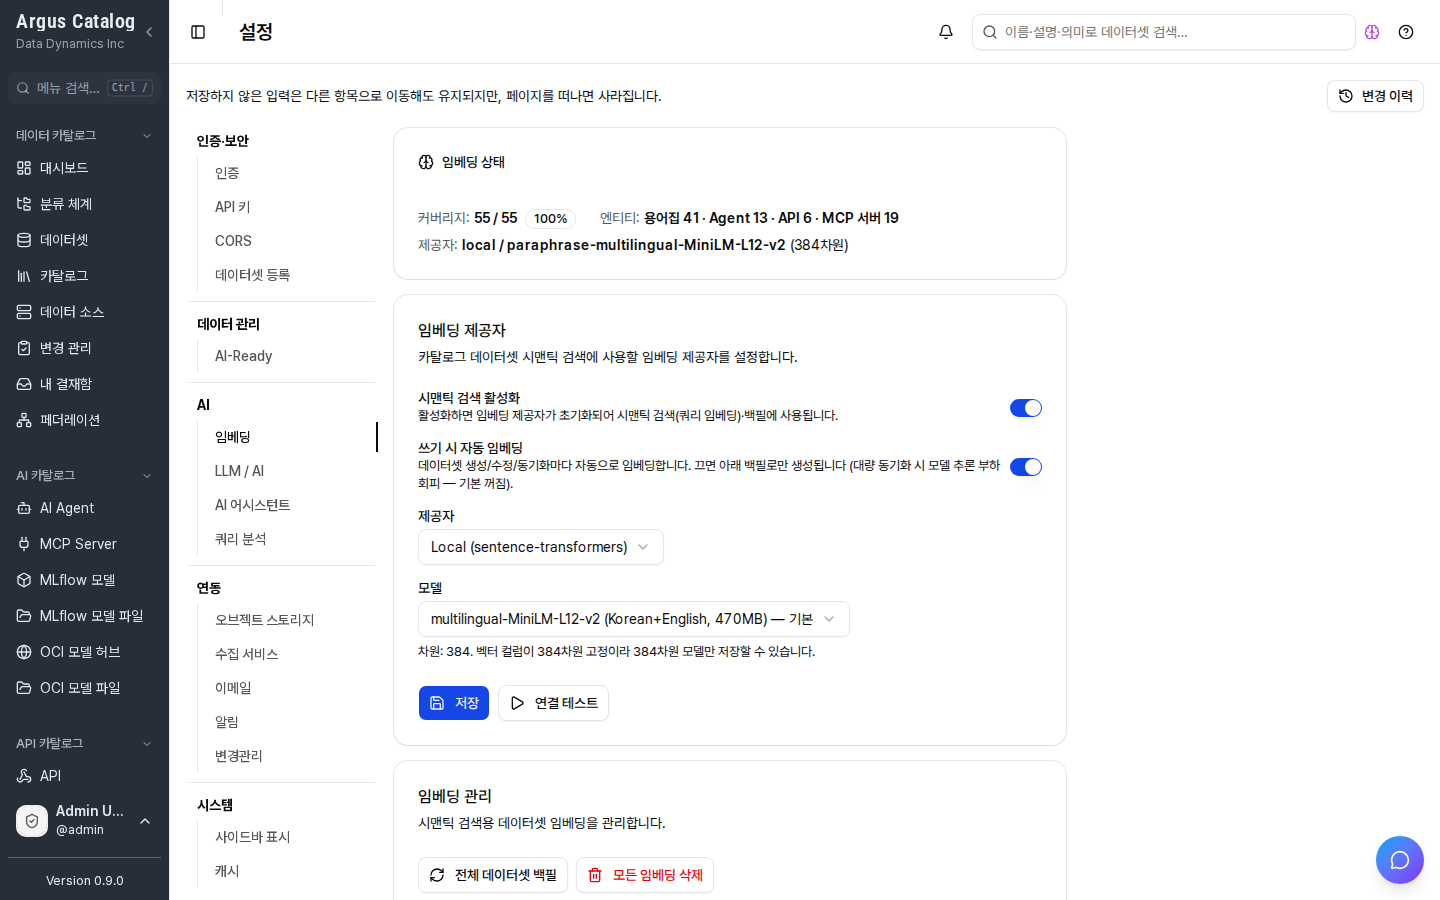 Argus Catalog
Data Dynamics Inc
메뉴 검색... Ctrl /
데이터 카탈로그
대시보드
분류 체계
데이터셋
카탈로그
데이터 소스
변경 관리
내 결재함
페더레이션
AI 카탈로그
AI Agent
MCP Server
MLflow 모델
MLflow 모델 파일
OCI 모델 허브
OCI 모델 파일
API 카탈로그
API
Admin U...
@admin
Version 0.9.0
설정
이름·설명·의미로 데이터셋 검색...
저장하지 않은 입력은 다른 항목으로 이동해도 유지되지만, 페이지를 떠나면 사라집니다.
변경 이력
인증·보안
인증
API 키
CORS
데이터셋 등록
데이터 관리
AI-Ready
AI
임베딩
LLM / AI
AI 어시스턴트
쿼리 분석
연동
오브젝트 스토리지
수집 서비스
이메일
알림
변경관리
시스템
사이드바 표시
캐시
임베딩 상태
커버리지: 55 / 55 100% 엔티티: 용어집 41 · Agent 13 · API 6 · MCP 서버 19
제공자: local / paraphrase-multilingual-MiniLM-L12-v2 (384차원)
임베딩 제공자
카탈로그 데이터셋 시맨틱 검색에 사용할 임베딩 제공자를 설정합니다.
시맨틱 검색 활성화
활성화하면 임베딩 제공자가 초기화되어 시맨틱 검색(쿼리 임베딩)·백필에 사용됩니다.
쓰기 시 자동 임베딩
데이터셋 생성/수정/동기화마다 자동으로 임베딩합니다. 끄면 아래 백필로만 생성됩니다 (대량 동기화 시 모델 추론 부하
회피 — 기본 꺼짐).
제공자
Local (sentence-transformers)
모델
multilingual-MiniLM-L12-v2 (Korean+English, 470MB) — 기본
차원: 384. 벡터 컬럼이 384차원 고정이라 384차원 모델만 저장할 수 있습니다.
저장
연결 테스트
임베딩 관리
시맨틱 검색용 데이터셋 임베딩을 관리합니다.
전체 데이터셋 백필
모든 임베딩 삭제